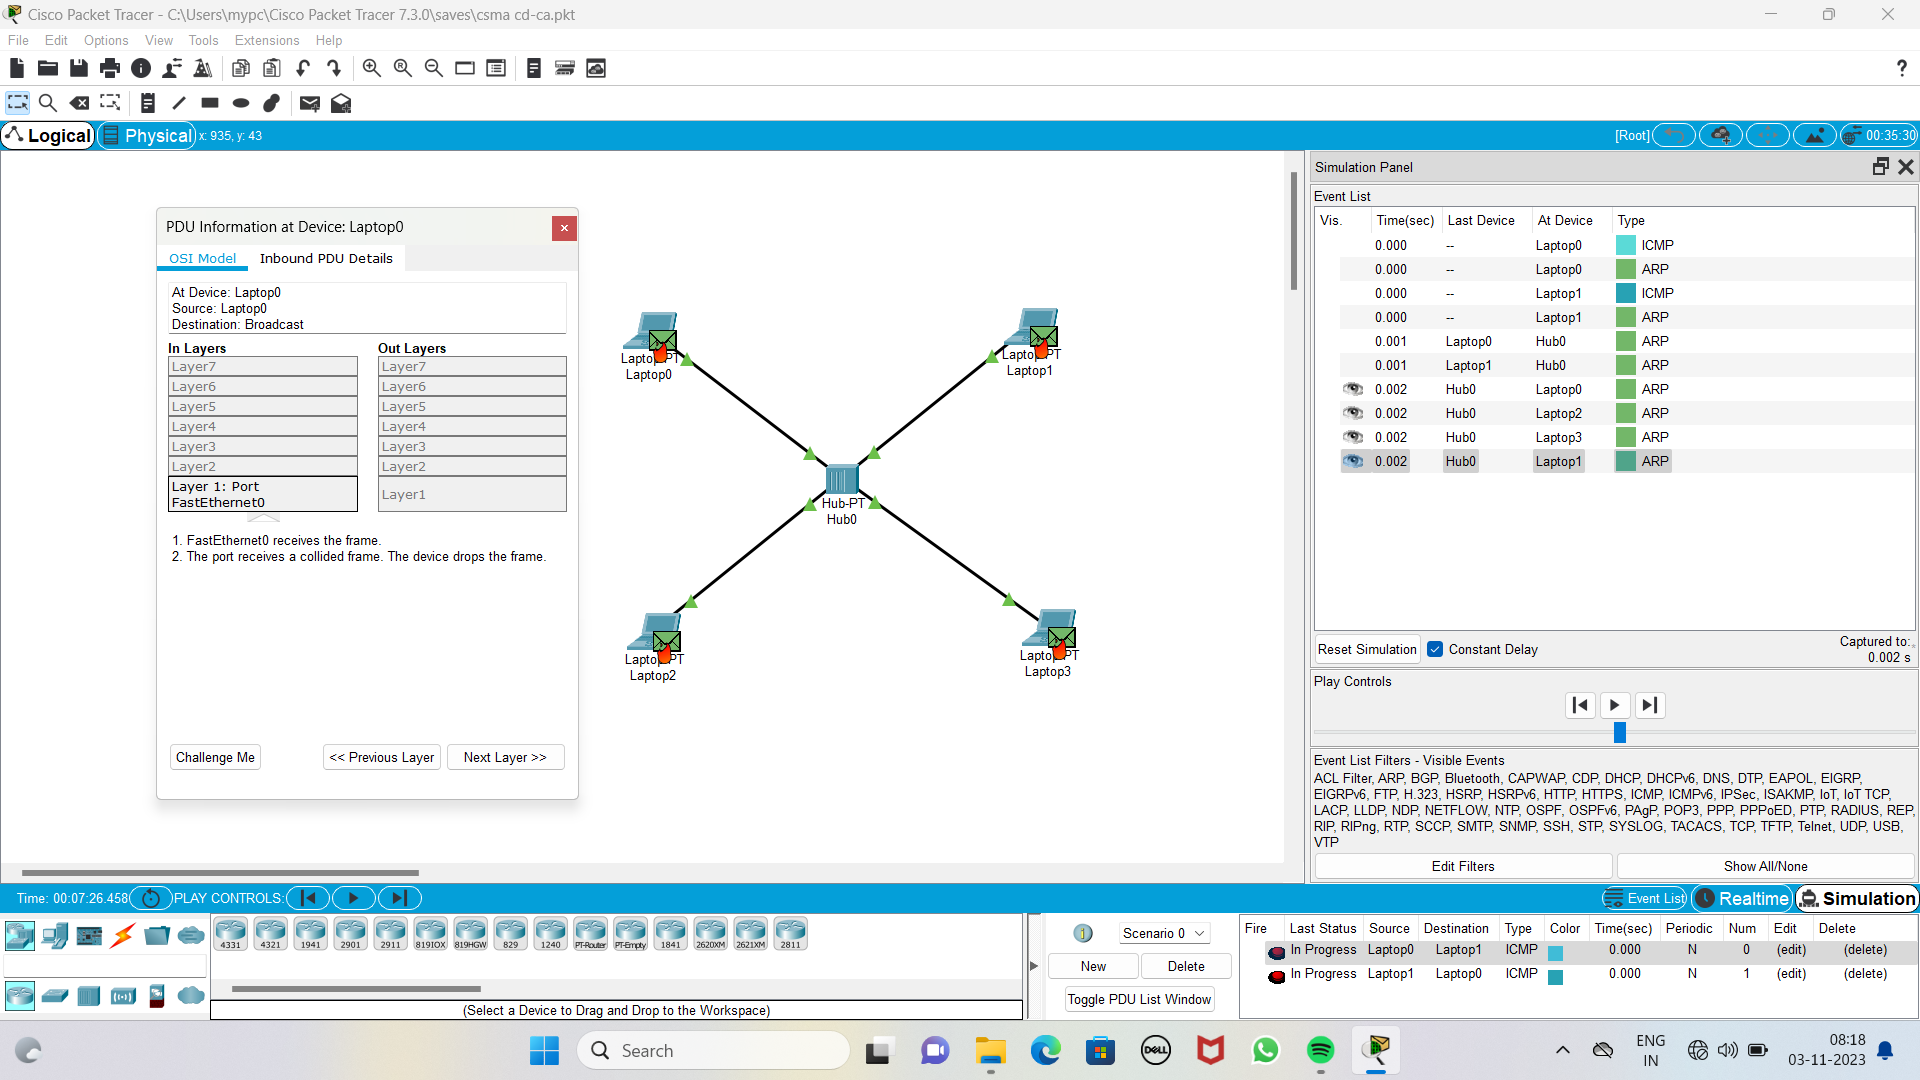 Cisco Packet Tracer - C:\Users\mypc\Cisco Packet Tracer 7.3.0\saves\csma cd-ca.pkt
File Edit Options View Tools Extensions Help
Logical Physical x: 935, y: 43 [Root] 00:35:30
PDU Information at Device: Laptop0
OSI Model Inbound PDU Details
At Device: Laptop0
Source: Laptop0
Destination: Broadcast
In Layers Out Layers
Layer7 Layer7
Layer6 Layer6
Layer5 Layer5
Layer4 Layer4
Layer3 Layer3
Layer2 Layer2
Layer 1: Port FastEthernet0 Layer1
1. FastEthernet0 receives the frame.
2. The port receives a collided frame. The device drops the frame.
Challenge Me << Previous Layer Next Layer >>
Laptop-PT
Laptop0
Laptop-PT
Laptop1
Hub-PT
Hub0
Laptop-PT
Laptop2
Laptop-PT
Laptop3
Simulation Panel
Event List
Vis. Time(sec) Last Device At Device Type
0.000 -- Laptop0 ICMP
0.000 -- Laptop0 ARP
0.000 -- Laptop1 ICMP
0.000 -- Laptop1 ARP
0.001 Laptop0 Hub0 ARP
0.001 Laptop1 Hub0 ARP
0.002 Hub0 Laptop0 ARP
0.002 Hub0 Laptop2 ARP
0.002 Hub0 Laptop3 ARP
0.002 Hub0 Laptop1 ARP
Reset Simulation Constant Delay Captured to:
0.002 s
Play Controls
Event List Filters - Visible Events
ACL Filter, ARP, BGP, Bluetooth, CAPWAP, CDP, DHCP, DHCPv6, DNS, DTP, EAPOL, EIGRP,
EIGRPv6, FTP, H.323, HSRP, HSRPv6, HTTP, HTTPS, ICMP, ICMPv6, IPSec, ISAKMP, IoT, IoT TCP,
LACP, LLDP, NDP, NETFLOW, NTP, OSPF, OSPFv6, PAgP, POP3, PPP, PPPoED, PTP, RADIUS, REP,
RIP, RIPng, RTP, SCCP, SMTP, SNMP, SSH, STP, SYSLOG, TACACS, TCP, TFTP, Telnet, UDP, USB,
VTP
Edit Filters Show All/None
Time: 00:07:26.458 PLAY CONTROLS: Event List Realtime Simulation
4331 4321 1941 2901 2911 819IOX 819HGW 829 1240 PT-Router PT-Empty 1841 2620XM 2621XM 2811
(Select a Device to Drag and Drop to the Workspace)
Scenario 0
New Delete
Toggle PDU List Window
Fire Last Status Source Destination Type Color Time(sec) Periodic Num Edit Delete
In Progress Laptop0 Laptop1 ICMP 0.000 N 0 (edit) (delete)
In Progress Laptop1 Laptop0 ICMP 0.000 N 1 (edit) (delete)
Search
DELL
ENG
IN
08:18
03-11-2023